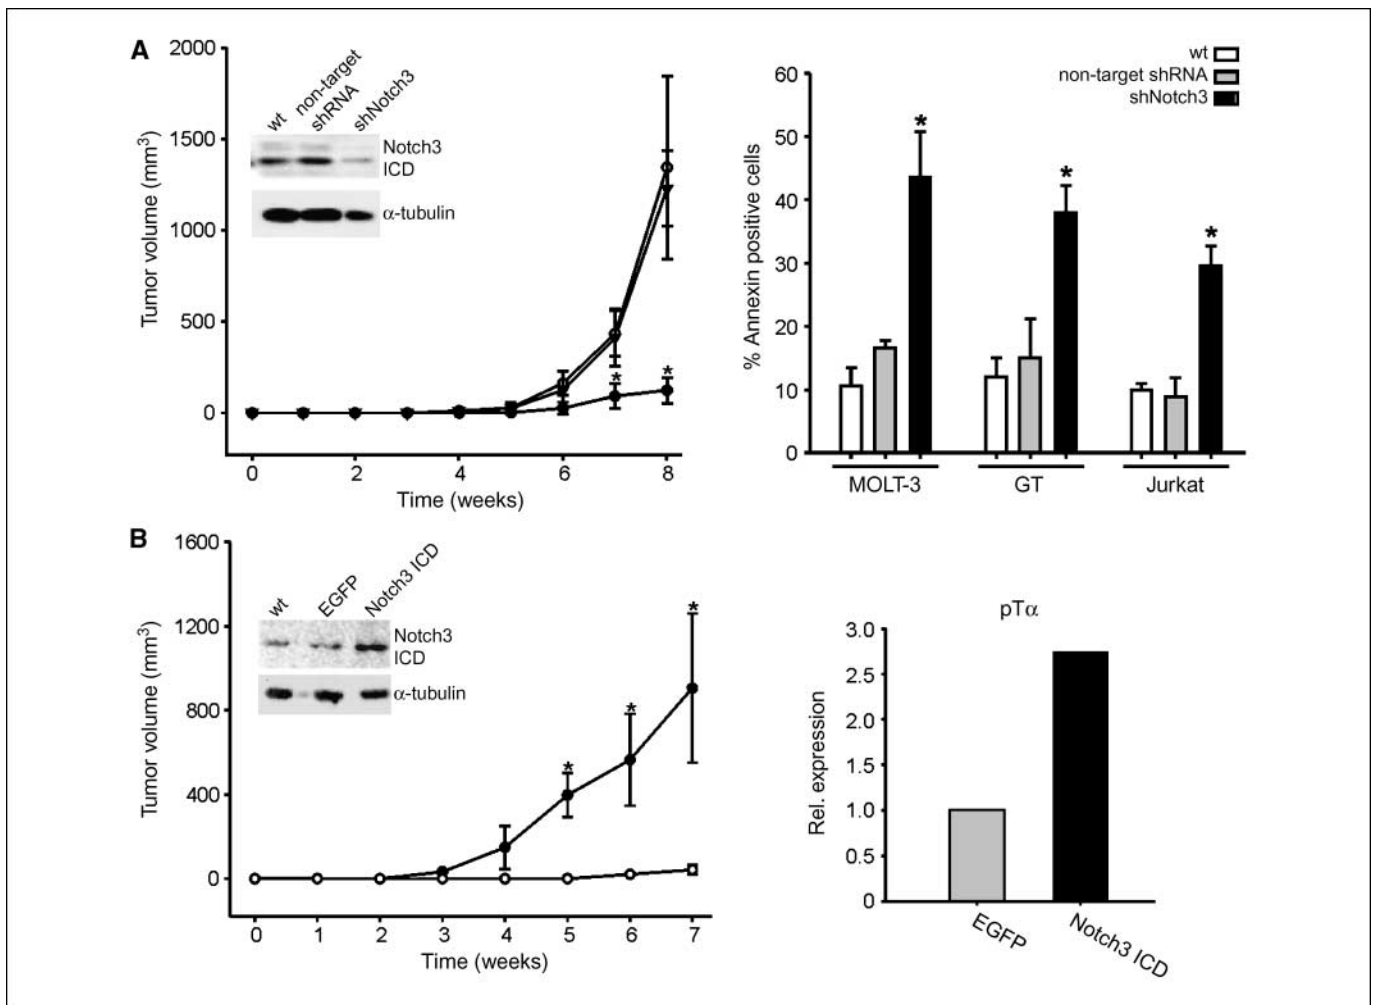 A
2000
1500
1000
500
0
Tumor volume (mm³)
wt
non-target
shRNA
shNotch3
Notch3
ICD
α-tubulin
*
*
0
2
4
6
8
Time (weeks)
wt
non-target shRNA
shNotch3
60
50
40
30
20
10
0
% Annexin positive cells
*
*
*
MOLT-3
GT
Jurkat
B
1600
1200
800
400
0
Tumor volume (mm³)
wt
EGFP
Notch3 ICD
Notch3
ICD
α-tubulin
*
*
*
0
1
2
3
4
5
6
7
Time (weeks)
pTα
3.0
2.5
2.0
1.5
1.0
0.5
0
Rel. expression
EGFP
Notch3 ICD